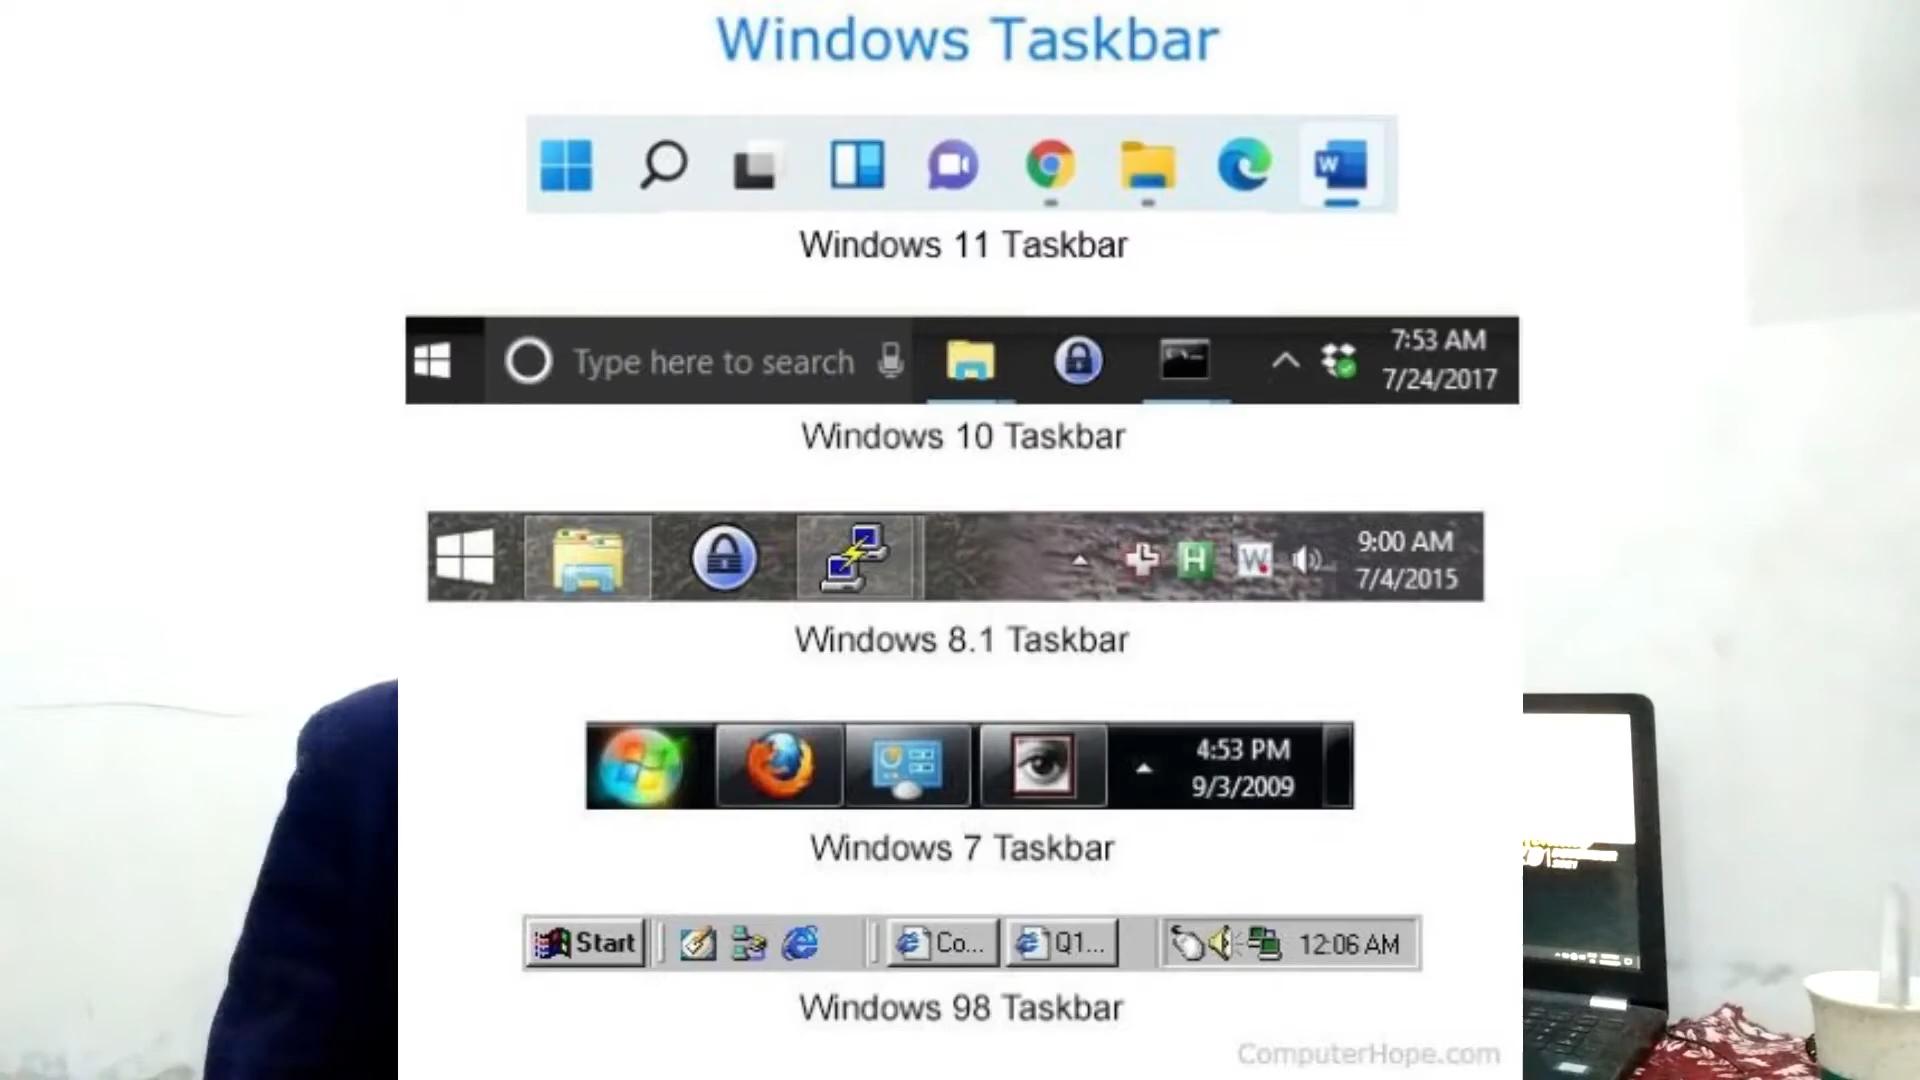 Windows Taskbar
W
Windows 11 Taskbar
Type here to search
7:53 AM
7/24/2017
Windows 10 Taskbar
H
W
9:00 AM
7/4/2015
Windows 8.1 Taskbar
4:53 PM
9/3/2009
Windows 7 Taskbar
Start
Co...
Q1...
12:06 AM
Windows 98 Taskbar
ComputerHope.com